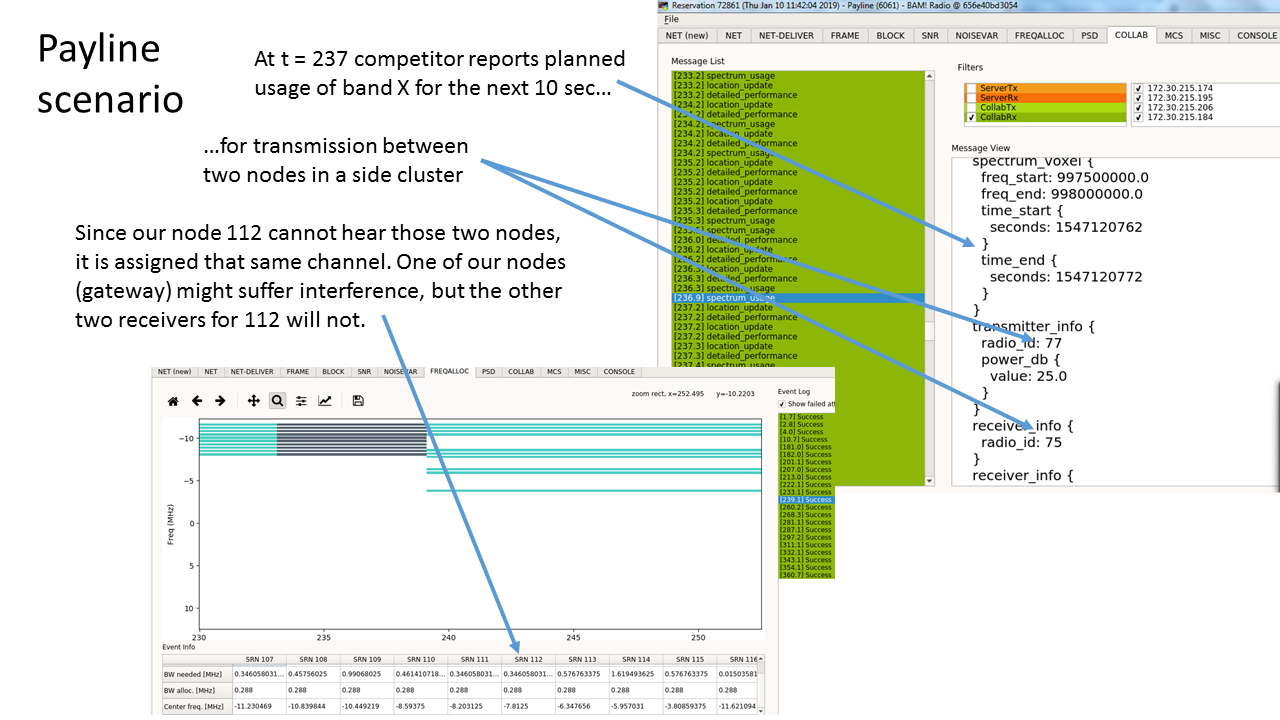 Payline
scenario
At t = 237 competitor reports planned
usage of band X for the next 10 sec…
…for transmission between
two nodes in a side cluster
Since our node 112 cannot hear those two nodes,
it is assigned that same channel. One of our nodes
(gateway) might suffer interference, but the other
two receivers for 112 will not.
Reservation 72861 (Thu Jan 10 11:42:04 2019) - Payline (6061) - BAM! Radio @ 656e40bd3054
File
NET (new) NET NET-DELIVER FRAME BLOCK SNR NOISEVAR FREQALLOC PSD COLLAB MCS MISC CONSOLE
Message List
[233.2] spectrum_usage
[233.2] location_update
[233.2] detailed_performance
[234.2] location_update
[234.2] detailed_performance
[234.2] spectrum_usage
[234.2] location_update
[234.2] detailed_performance
[234.2] spectrum_usage
[235.2] location_update
[235.2] detailed_performance
[235.2] location_update
[235.2] detailed_performance
[235.2] location_update
[235.3] detailed_performance
[235.3] spectrum_usage
spectrum_usage
[236.0] detailed_performance
[236.2] location_update
[236.2] detailed_performance
[236.3] location_update
[236.3] detailed_performance
[236.3] spectrum_usage
[236.9] spectrum_usage
[237.2] location_update
[237.2] detailed_performance
[237.2] location_update
[237.2] detailed_performance
[237.3] location_update
[237.3] detailed_performance
[237.4] spectrum_usage
Filters
ServerTx
ServerRx
CollabTx
CollabRx
172.30.215.174
172.30.215.195
172.30.215.206
172.30.215.184
Message View
spectrum_voxel {
freq_start: 997500000.0
freq_end: 998000000.0
time_start {
seconds: 1547120762
}
time_end {
seconds: 1547120772
}
}
transmitter_info {
radio_id: 77
power_db {
value: 25.0
}
}
receiver_info {
radio_id: 75
}
receiver_info {
NET (new) NET NET-DELIVER FRAME BLOCK SNR NOISEVAR FREQALLOC PSD COLLAB MCS MISC CONSOLE
zoom rect, x=252.495 y=-10.2203
Event Log
Show failed att
[1.7] Success
[2.8] Success
[4.0] Success
[10.7] Success
[181.0] Success
[182.0] Success
[201.1] Success
[207.0] Success
[213.0] Success
[222.1] Success
[233.1] Success
[239.1] Success
[260.2] Success
[268.3] Success
[281.1] Success
[287.1] Success
[297.2] Success
[311.1] Success
[332.1] Success
[343.1] Success
[354.1] Success
[360.7] Success
Freq (MHz)
−10
−5
0
5
10
230 235 240 245 250
Event Info
SRN 107 SRN 108 SRN 109 SRN 110 SRN 111 SRN 112 SRN 113 SRN 114 SRN 115 SRN 116
BW needed [MHz] 0.346058031... 0.45756025 0.99068025 0.461410718... 0.346058031... 0.346058031... 0.576763375 1.619493625 0.576763375 0.01503581
BW alloc. [MHz] 0.288 0.288 0.288 0.288 0.288 0.288 0.288 0.288 0.288 0.288
Center freq. [MHz] -11.230469 -10.839844 -10.449219 -8.59375 -8.203125 -7.8125 -6.347656 -5.957031 -3.80859375 -11.621094